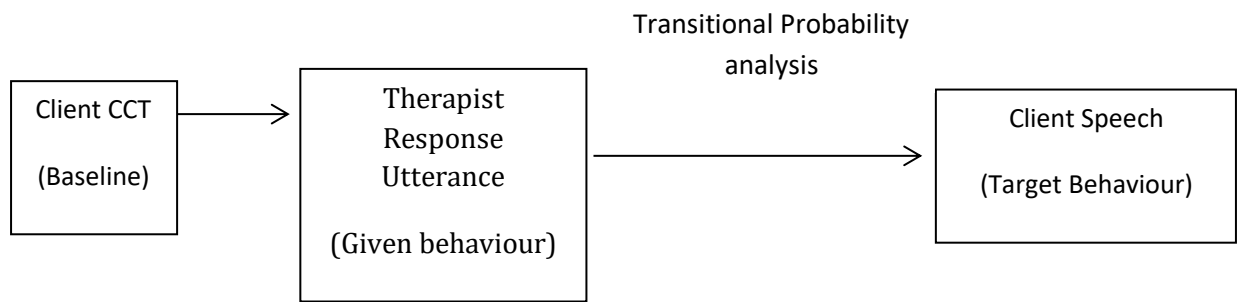 Transitional Probability
analysis
Client CCT
(Baseline)
Therapist
Response
Utterance
(Given behaviour)
Client Speech
(Target Behaviour)